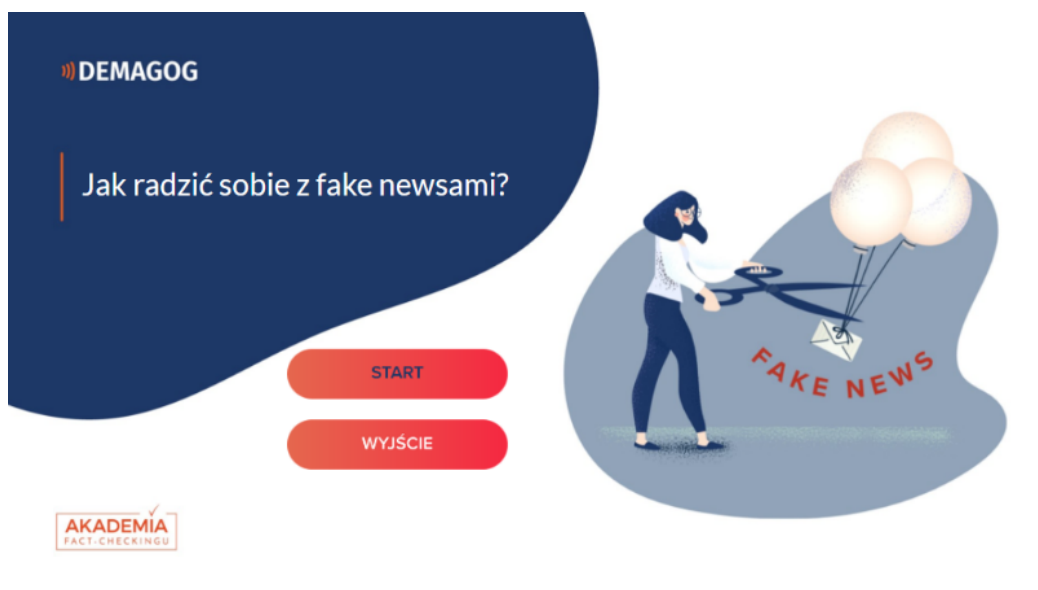 DEMAGOG
Jak radzić sobie z fake newsami?
START
WYJŚCIE
FAKE NEWS
AKADEMIA
FACT-CHECKINGU